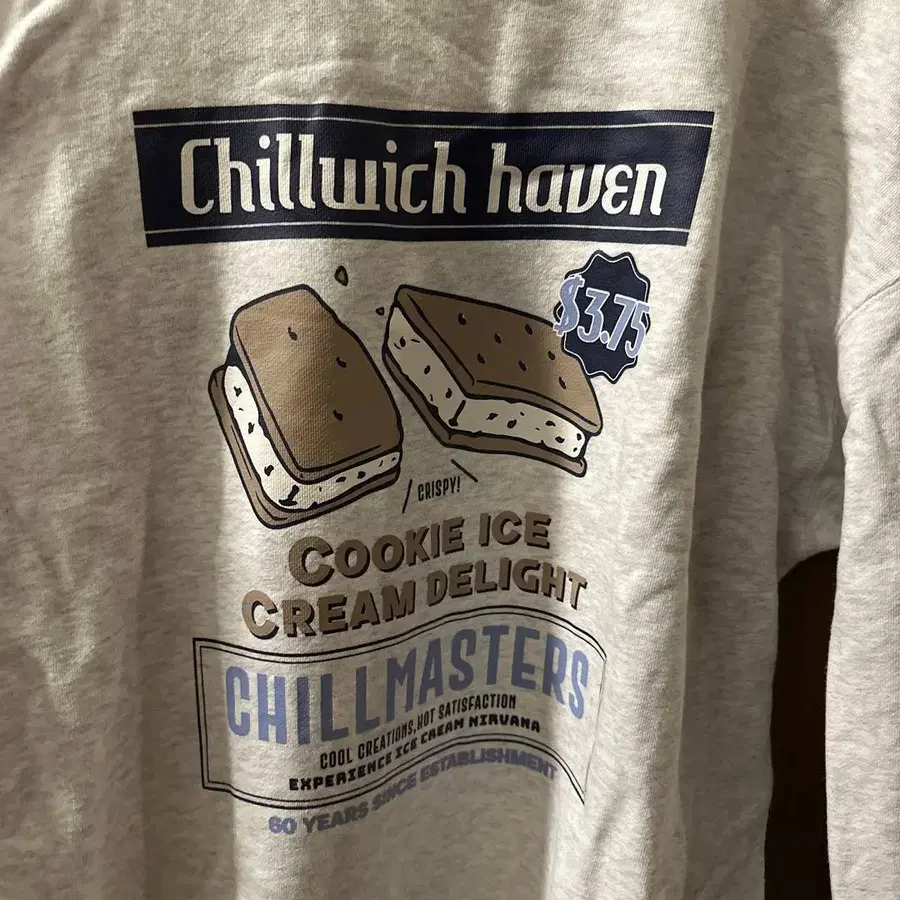 Chillwich haven
$3.75
CRISPY!
COOKIE ICE
CREAM DELIGHT
CHILLMASTERS
COOL CREATIONS,HOT SATISFACTION
EXPERIENCE ICE CREAM NIRVANA
60 YEARS SINCE ESTABLISHMENT